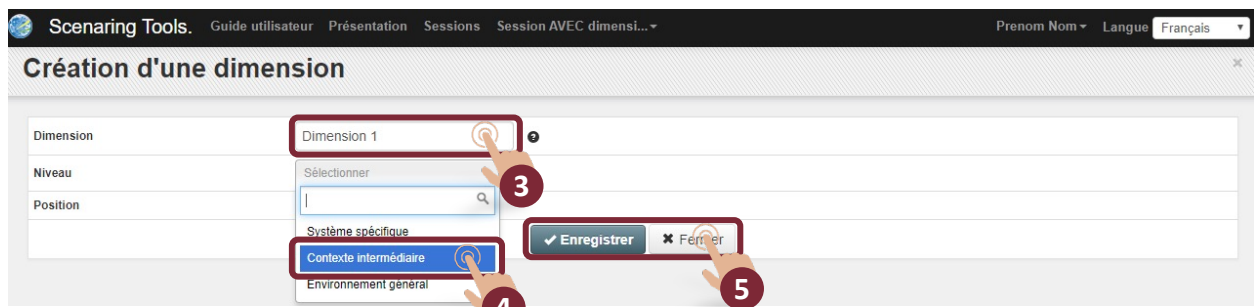 Scenaring Tools. Guide utilisateur Présentation Sessions Session AVEC dimensi... Prenom Nom Langue Français
Création d'une dimension
Dimension Dimension 1
3
Niveau Sélectionner
Position
Système spécifique
Enregistrer Fermer
Contexte intermédiaire
5
Environnement général
4